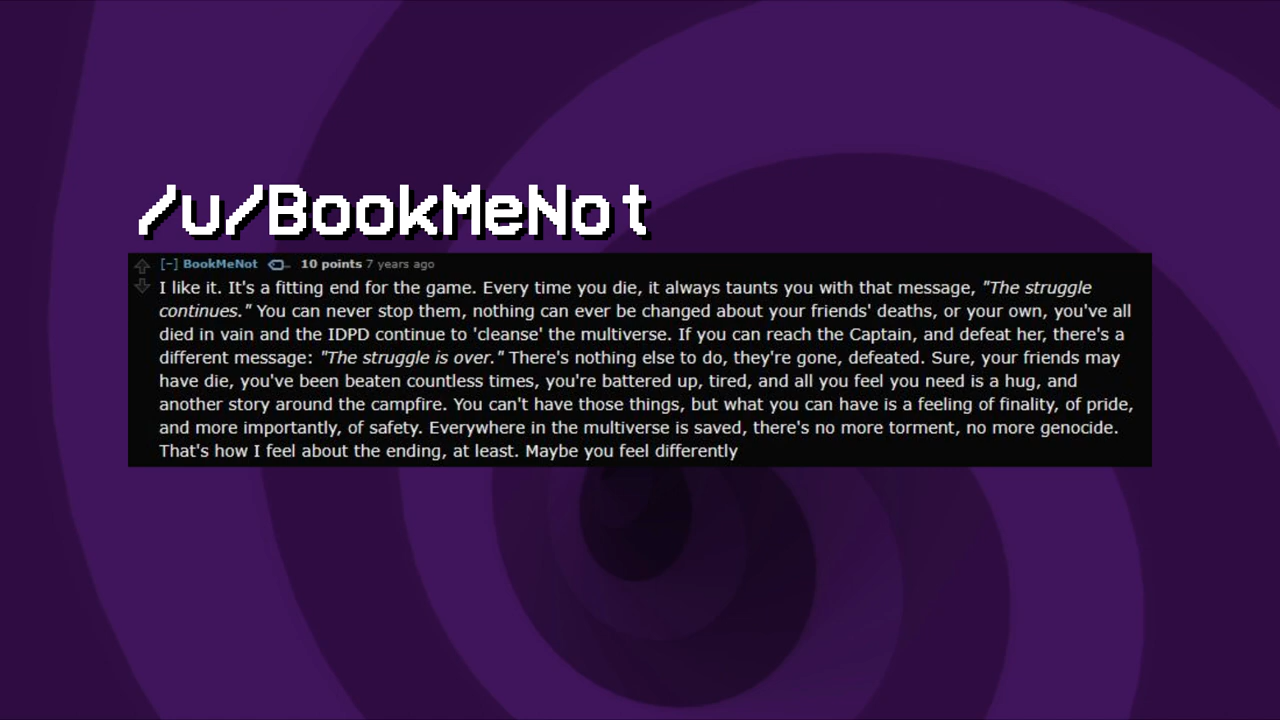 /u/BookMeNot
[–] BookMeNot 10 points 7 years ago
I like it. It's a fitting end for the game. Every time you die, it always taunts you with that message, "The struggle
continues." You can never stop them, nothing can ever be changed about your friends' deaths, or your own, you've all
died in vain and the IDPD continue to 'cleanse' the multiverse. If you can reach the Captain, and defeat her, there's a
different message: "The struggle is over." There's nothing else to do, they're gone, defeated. Sure, your friends may
have die, you've been beaten countless times, you're battered up, tired, and all you feel you need is a hug, and
another story around the campfire. You can't have those things, but what you can have is a feeling of finality, of pride,
and more importantly, of safety. Everywhere in the multiverse is saved, there's no more torment, no more genocide.
That's how I feel about the ending, at least. Maybe you feel differently